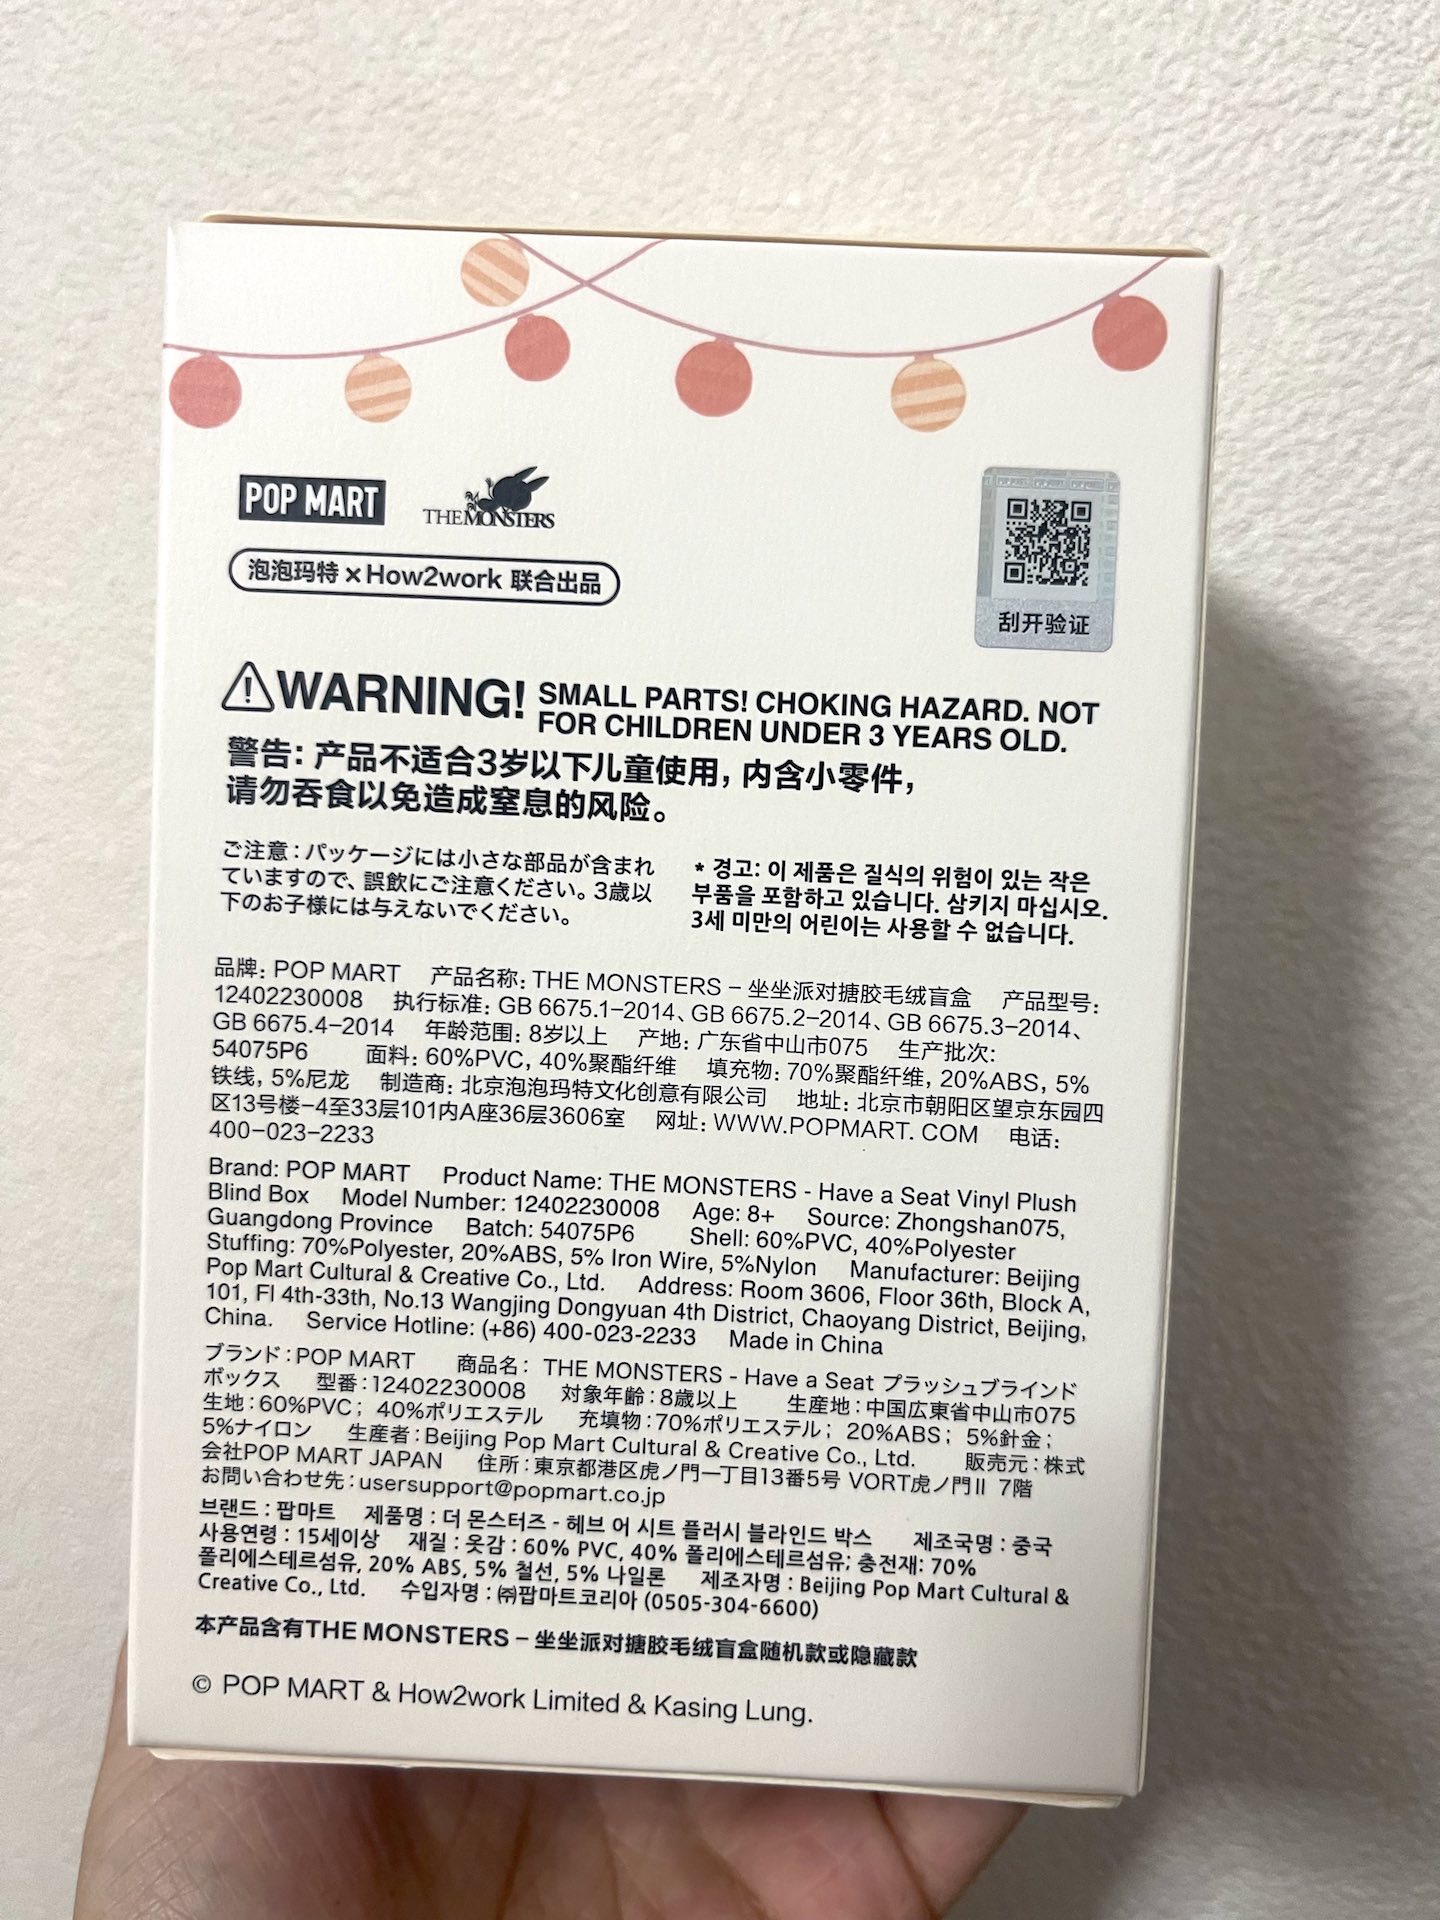 POP MART
THE MONSTERS
泡泡玛特×How2work 联合出品
刮开验证
WARNING! SMALL PARTS! CHOKING HAZARD. NOT
FOR CHILDREN UNDER 3 YEARS OLD.
警告: 产品不适合3岁以下儿童使用, 内含小零件,
请勿吞食以免造成窒息的风险。
ご注意:パッケージには小さな部品が含まれ
ていますので、誤飲にご注意ください。3歳以
下のお子様には与えないでください。
* 경고: 이 제품은 질식의 위험이 있는 작은
부품을 포함하고 있습니다. 삼키지 마십시오.
3세 미만의 어린이는 사용할 수 없습니다.
品牌: POP MART 产品名称: THE MONSTERS – 坐坐派对搪胶毛绒盲盒 产品型号:
12402230008 执行标准: GB 6675.1–2014、GB 6675.2–2014、GB 6675.3–2014、
GB 6675.4–2014 年龄范围: 8岁以上 产地: 广东省中山市075 生产批次:
54075P6 面料: 60%PVC, 40%聚酯纤维 填充物: 70%聚酯纤维, 20%ABS, 5%
铁线, 5%尼龙 制造商: 北京泡泡玛特文化创意有限公司 地址: 北京市朝阳区望京东园四
区13号楼–4至33层101内A座36层3606室 网址: WWW.POPMART. COM 电话:
400–023–2233
Brand: POP MART Product Name: THE MONSTERS - Have a Seat Vinyl Plush
Blind Box Model Number: 12402230008 Age: 8+ Source: Zhongshan075,
Guangdong Province Batch: 54075P6 Shell: 60%PVC, 40%Polyester
Stuffing: 70%Polyester, 20%ABS, 5% Iron Wire, 5%Nylon Manufacturer: Beijing
Pop Mart Cultural & Creative Co., Ltd. Address: Room 3606, Floor 36th, Block A,
101, Fl 4th-33th, No.13 Wangjing Dongyuan 4th District, Chaoyang District, Beijing,
China. Service Hotline: (+86) 400-023-2233 Made in China
ブランド:POP MART 商品名: THE MONSTERS - Have a Seat プラッシュブラインド
ボックス 型番:12402230008 対象年齢:8歳以上 生産地:中国広東省中山市075
生地:60%PVC; 40%ポリエステル 充填物:70%ポリエステル; 20%ABS; 5%針金;
5%ナイロン 生産者:Beijing Pop Mart Cultural & Creative Co., Ltd. 販売元:株式
会社POP MART JAPAN 住所:東京都港区虎ノ門一丁目13番5号 VORT虎ノ門II 7階
お問い合わせ先:usersupport@popmart.co.jp
브랜드 : 팝마트 제품명 : 더 몬스터즈 - 헤브 어 시트 플러시 블라인드 박스 제조국명 : 중국
사용연령 : 15세이상 재질 : 옷감 : 60% PVC, 40% 폴리에스테르섬유; 충전재: 70%
폴리에스테르섬유, 20% ABS, 5% 철선, 5% 나일론 제조자명 : Beijing Pop Mart Cultural &
Creative Co., Ltd. 수입자명 : ㈜팝마트코리아 (0505-304-6600)
本产品含有THE MONSTERS – 坐坐派对搪胶毛绒盲盒随机款或隐藏款
© POP MART & How2work Limited & Kasing Lung.